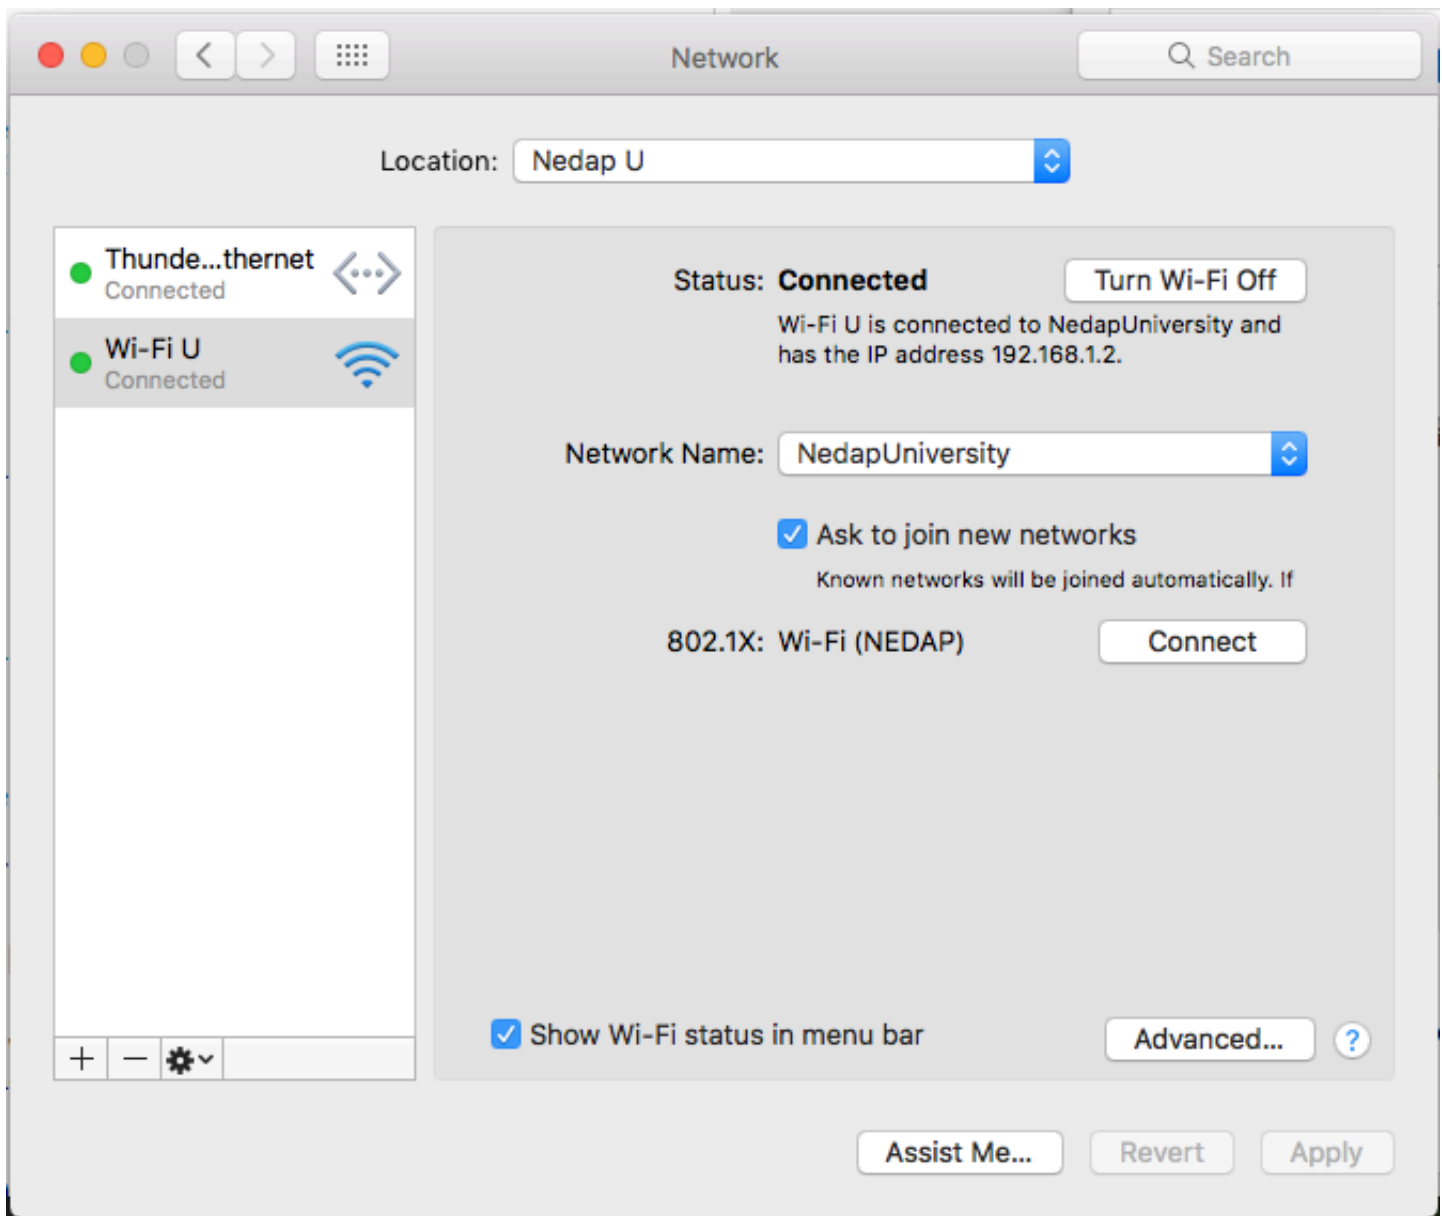 Network
Search
Location: Nedap U
Thunde...thernet
Connected
Wi-Fi U
Connected
Status: Connected
Turn Wi-Fi Off
Wi-Fi U is connected to NedapUniversity and
has the IP address 192.168.1.2.
Network Name: NedapUniversity
Ask to join new networks
Known networks will be joined automatically. If
802.1X: Wi-Fi (NEDAP)
Connect
Show Wi-Fi status in menu bar
Advanced...
?
Assist Me...
Revert
Apply